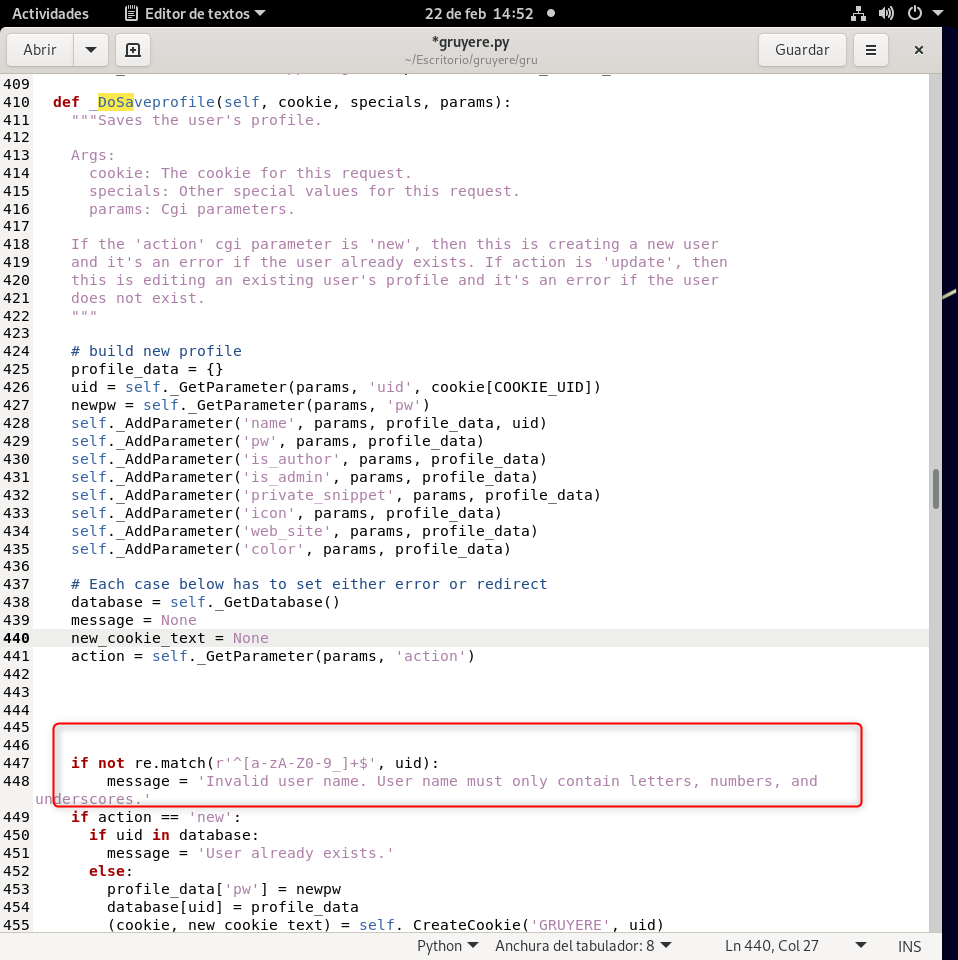 Actividades Editor de textos 22 de feb 14:52
Abrir *gruyere.py Guardar
~/Escritorio/gruyere/gru
409
410 def _DoSaveprofile(self, cookie, specials, params):
411 """Saves the user's profile.
412
413 Args:
414 cookie: The cookie for this request.
415 specials: Other special values for this request.
416 params: Cgi parameters.
417
418 If the 'action' cgi parameter is 'new', then this is creating a new user
419 and it's an error if the user already exists. If action is 'update', then
420 this is editing an existing user's profile and it's an error if the user
421 does not exist.
422 """
423
424 # build new profile
425 profile_data = {}
426 uid = self._GetParameter(params, 'uid', cookie[COOKIE_UID])
427 newpw = self._GetParameter(params, 'pw')
428 self._AddParameter('name', params, profile_data, uid)
429 self._AddParameter('pw', params, profile_data)
430 self._AddParameter('is_author', params, profile_data)
431 self._AddParameter('is_admin', params, profile_data)
432 self._AddParameter('private_snippet', params, profile_data)
433 self._AddParameter('icon', params, profile_data)
434 self._AddParameter('web_site', params, profile_data)
435 self._AddParameter('color', params, profile_data)
436
437 # Each case below has to set either error or redirect
438 database = self._GetDatabase()
439 message = None
440 new_cookie_text = None
441 action = self._GetParameter(params, 'action')
442
443
444
445
446
447 if not re.match(r'^[a-zA-Z0-9_]+$', uid):
448 message = 'Invalid user name. User name must only contain letters, numbers, and
underscores.'
449 if action == 'new':
450 if uid in database:
451 message = 'User already exists.'
452 else:
453 profile_data['pw'] = newpw
454 database[uid] = profile_data
455 (cookie, new_cookie_text) = self._CreateCookie('GRUYERE', uid)
Python Anchura del tabulador: 8 Ln 440, Col 27 INS